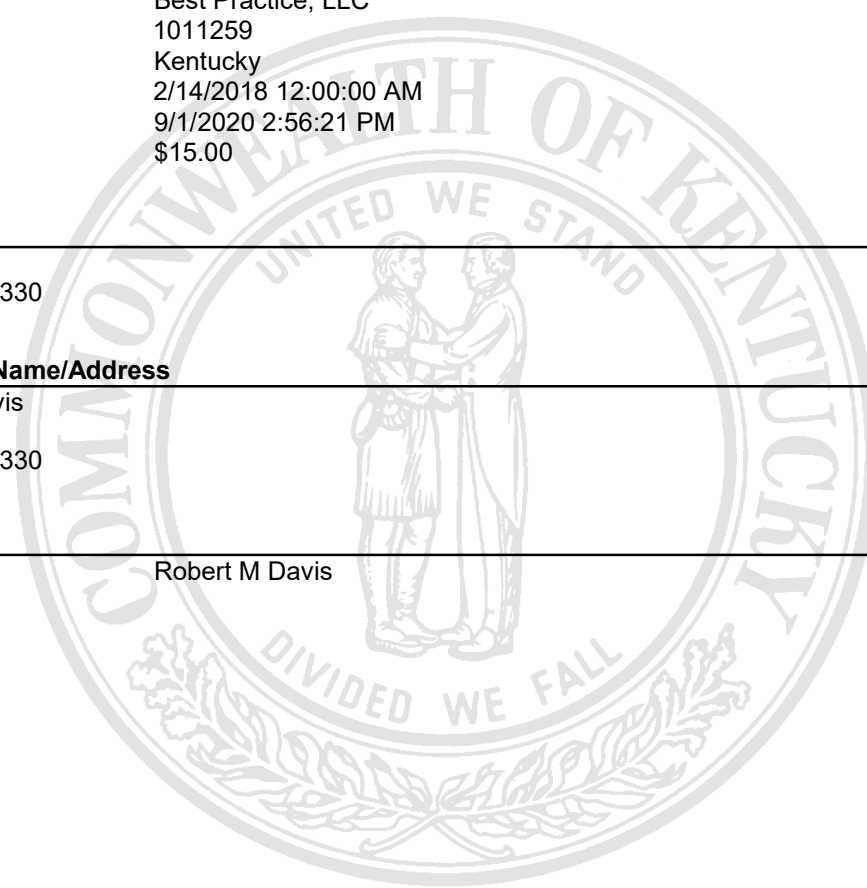 Best Practice, LLC
1011259
Kentucky
2/14/2018 12:00:00 AM
9/1/2020 2:56:21 PM
$15.00
COMMONWEALTH OF KENTUCKY
UNITED WE STAND
330
Name/Address
vis
330
Robert M Davis
DIVIDED WE FALL